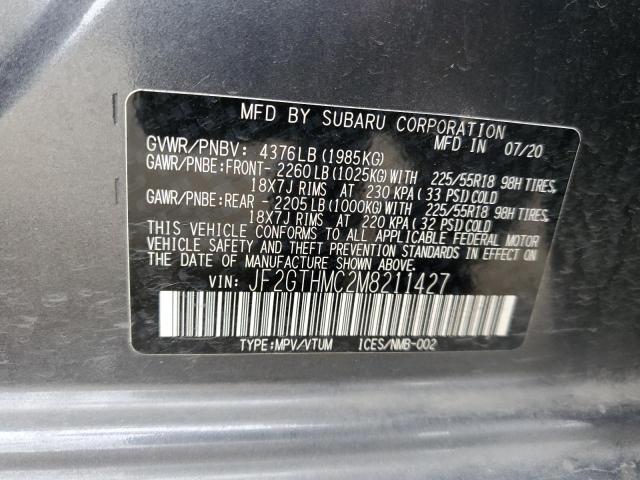 MFD BY SUBARU CORPORATION
MFD IN 07/20
GVWR/PNBV: 4376LB(1985KG)
GAWR/PNBE:FRONT- 2260LB(1025KG)WITH 225/55R18 98H TIRES,
18X7J RIMS AT 230 KPA(33 PSI)COLD
GAWR/PNBE:REAR - 2205LB(1000KG)WITH 225/55R18 98H TIRES,
18X7J RIMS AT 220 KPA(32 PSI)COLD
THIS VEHICLE CONFORMS TO ALL APPLICABLE FEDERAL MOTOR
VEHICLE SAFETY AND THEFT PREVENTION STANDARDS IN EFFECT ON
THE DATE OF MANUFACTURE SHOWN ABOVE.
VIN: JF2GTHMC2M8211427
TYPE:MPV/VTUM ICES/NMB-002